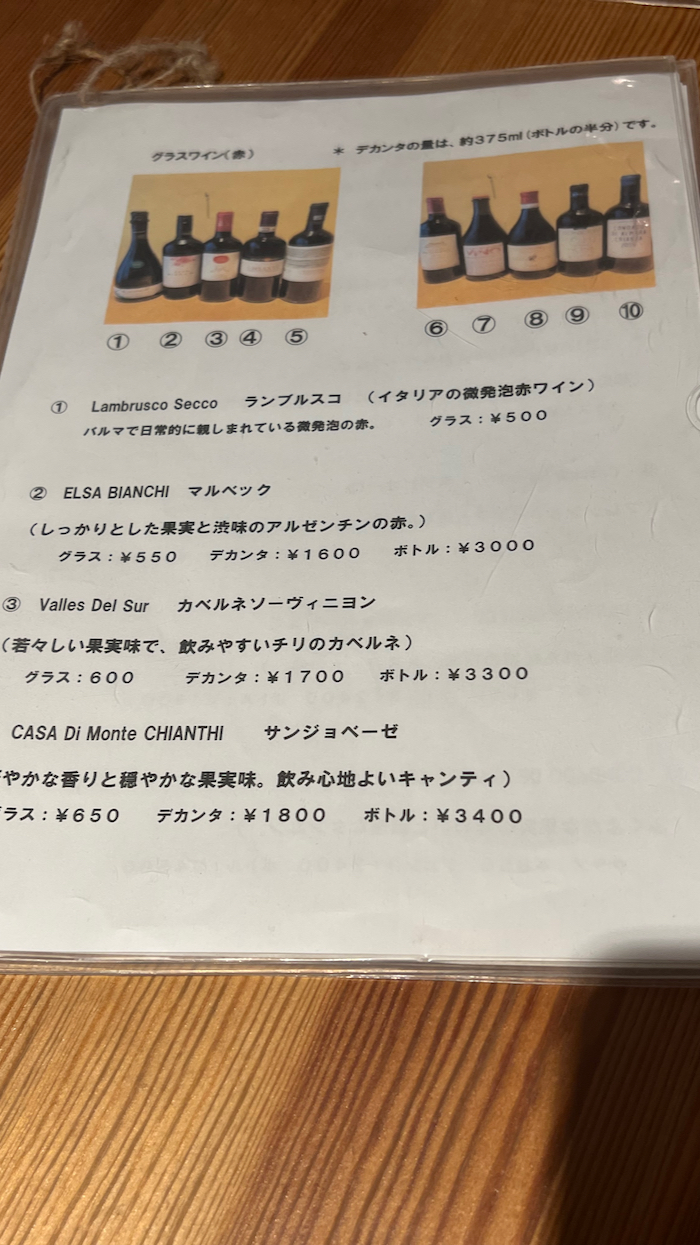 グラスワイン(赤)
＊ デカンタの量は、約375ml(ボトルの半分)です。
① ② ③ ④ ⑤
⑥ ⑦ ⑧ ⑨ ⑩
① Lambrusco Secco ランブルスコ （イタリアの微発泡赤ワイン）
パルマで日常的に親しまれている微発泡の赤。 グラス：￥５００
② ELSA BIANCHI マルベック
（しっかりとした果実と渋味のアルゼンチンの赤。）
グラス：￥５５０ デカンタ：￥１６００ ボトル：￥３０００
③ Valles Del Sur カベルネソーヴィニヨン
（若々しい果実味で、飲みやすいチリのカベルネ）
グラス：６００ デカンタ：￥１７００ ボトル：￥３３００
CASA Di Monte CHIANTHI サンジョベーゼ
やかな香りと穏やかな果実味。飲み心地よいキャンティ）
ラス：￥６５０ デカンタ：￥１８００ ボトル：￥３４００